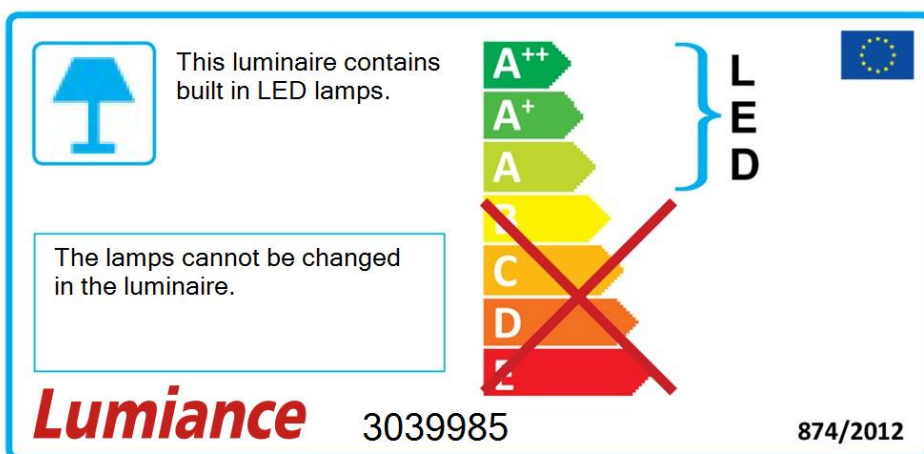 This luminaire contains
built in LED lamps.
The lamps cannot be changed
in the luminaire.
A++
A+
A
B
C
D
E
L
E
D
Lumiance
3039985
874/2012